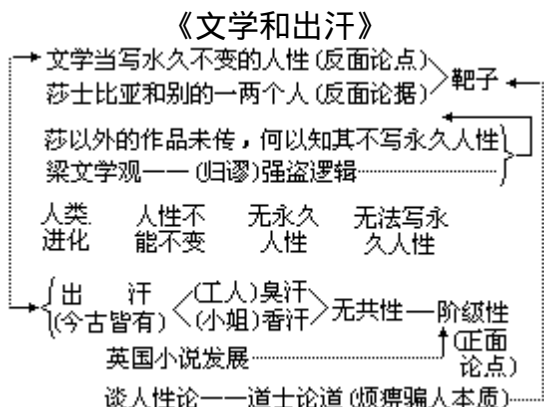 《文学和出汗》
文学当写水久不变的人性(反面论点)
莎士比亚和别的一两个人(反面论据)
靶子
莎以外的作品未传，何以知其不写永久人性
梁文学观——(归谬)强盗逻辑
人类 人性不 无永久 无法写永
进化 能不变 人性 久人性
出 汗 (工人)臭汗
(今古皆有) (小姐)香汗
无共性—阶级性
(正面
论点)
英国小说发展
谈人性论——道士论道(烦痹骗人本质)